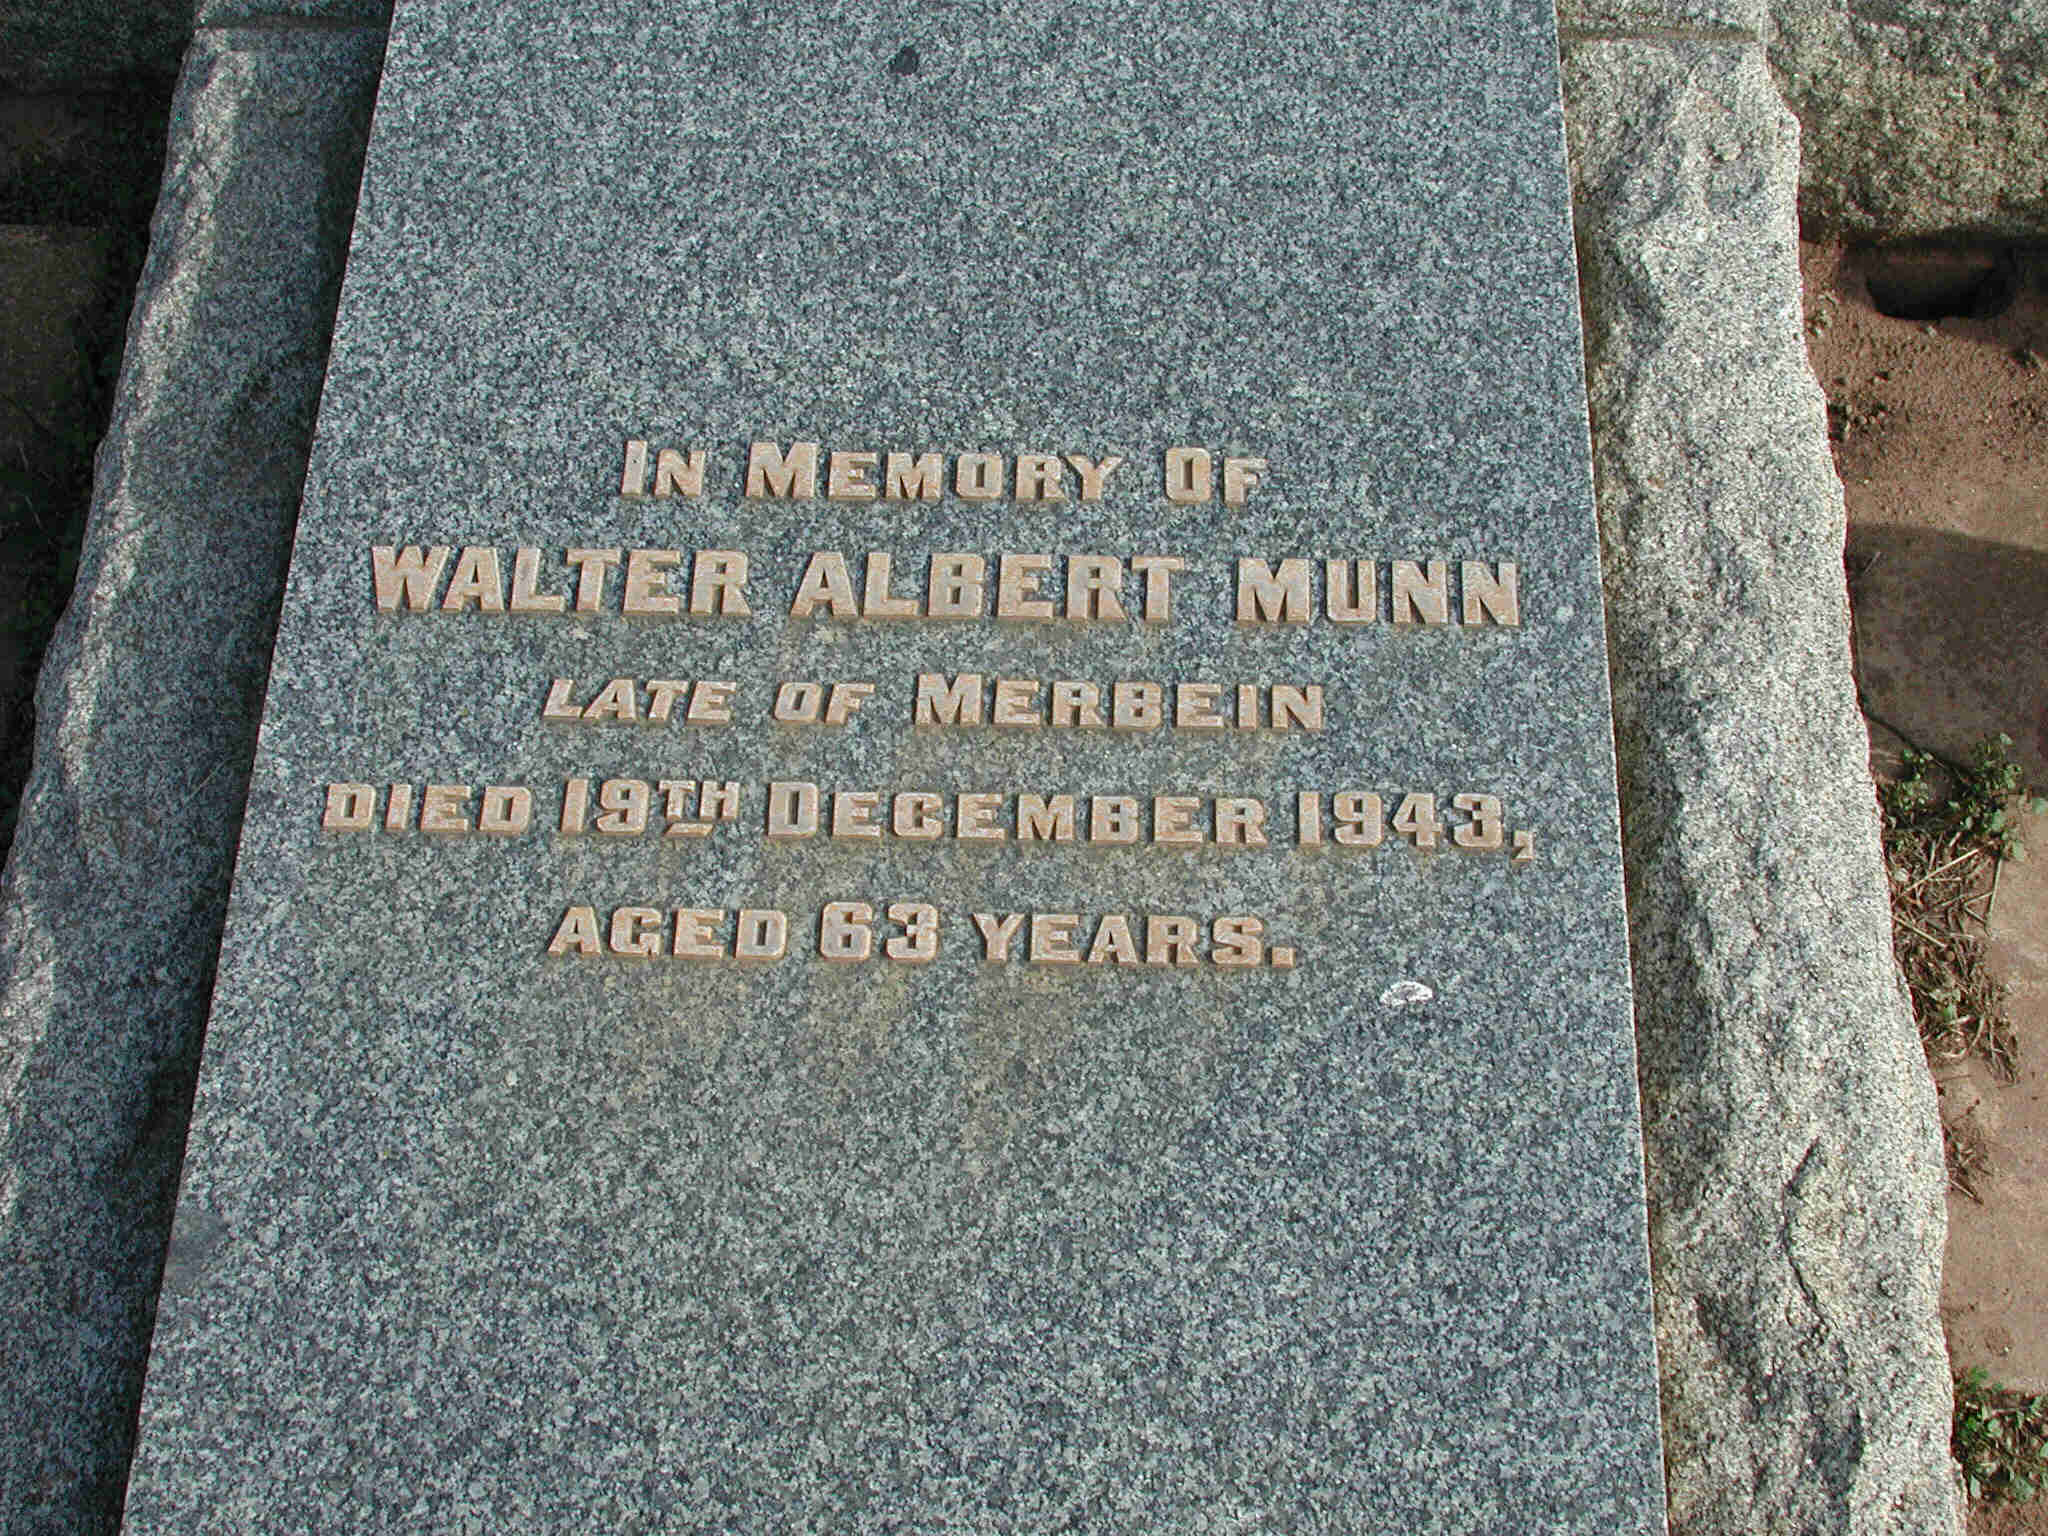 In Memory Of
WALTER ALBERT MUNN
LATE OF MERBEIN
DIED 19TH DECEMBER 1943,
AGED 63 YEARS.